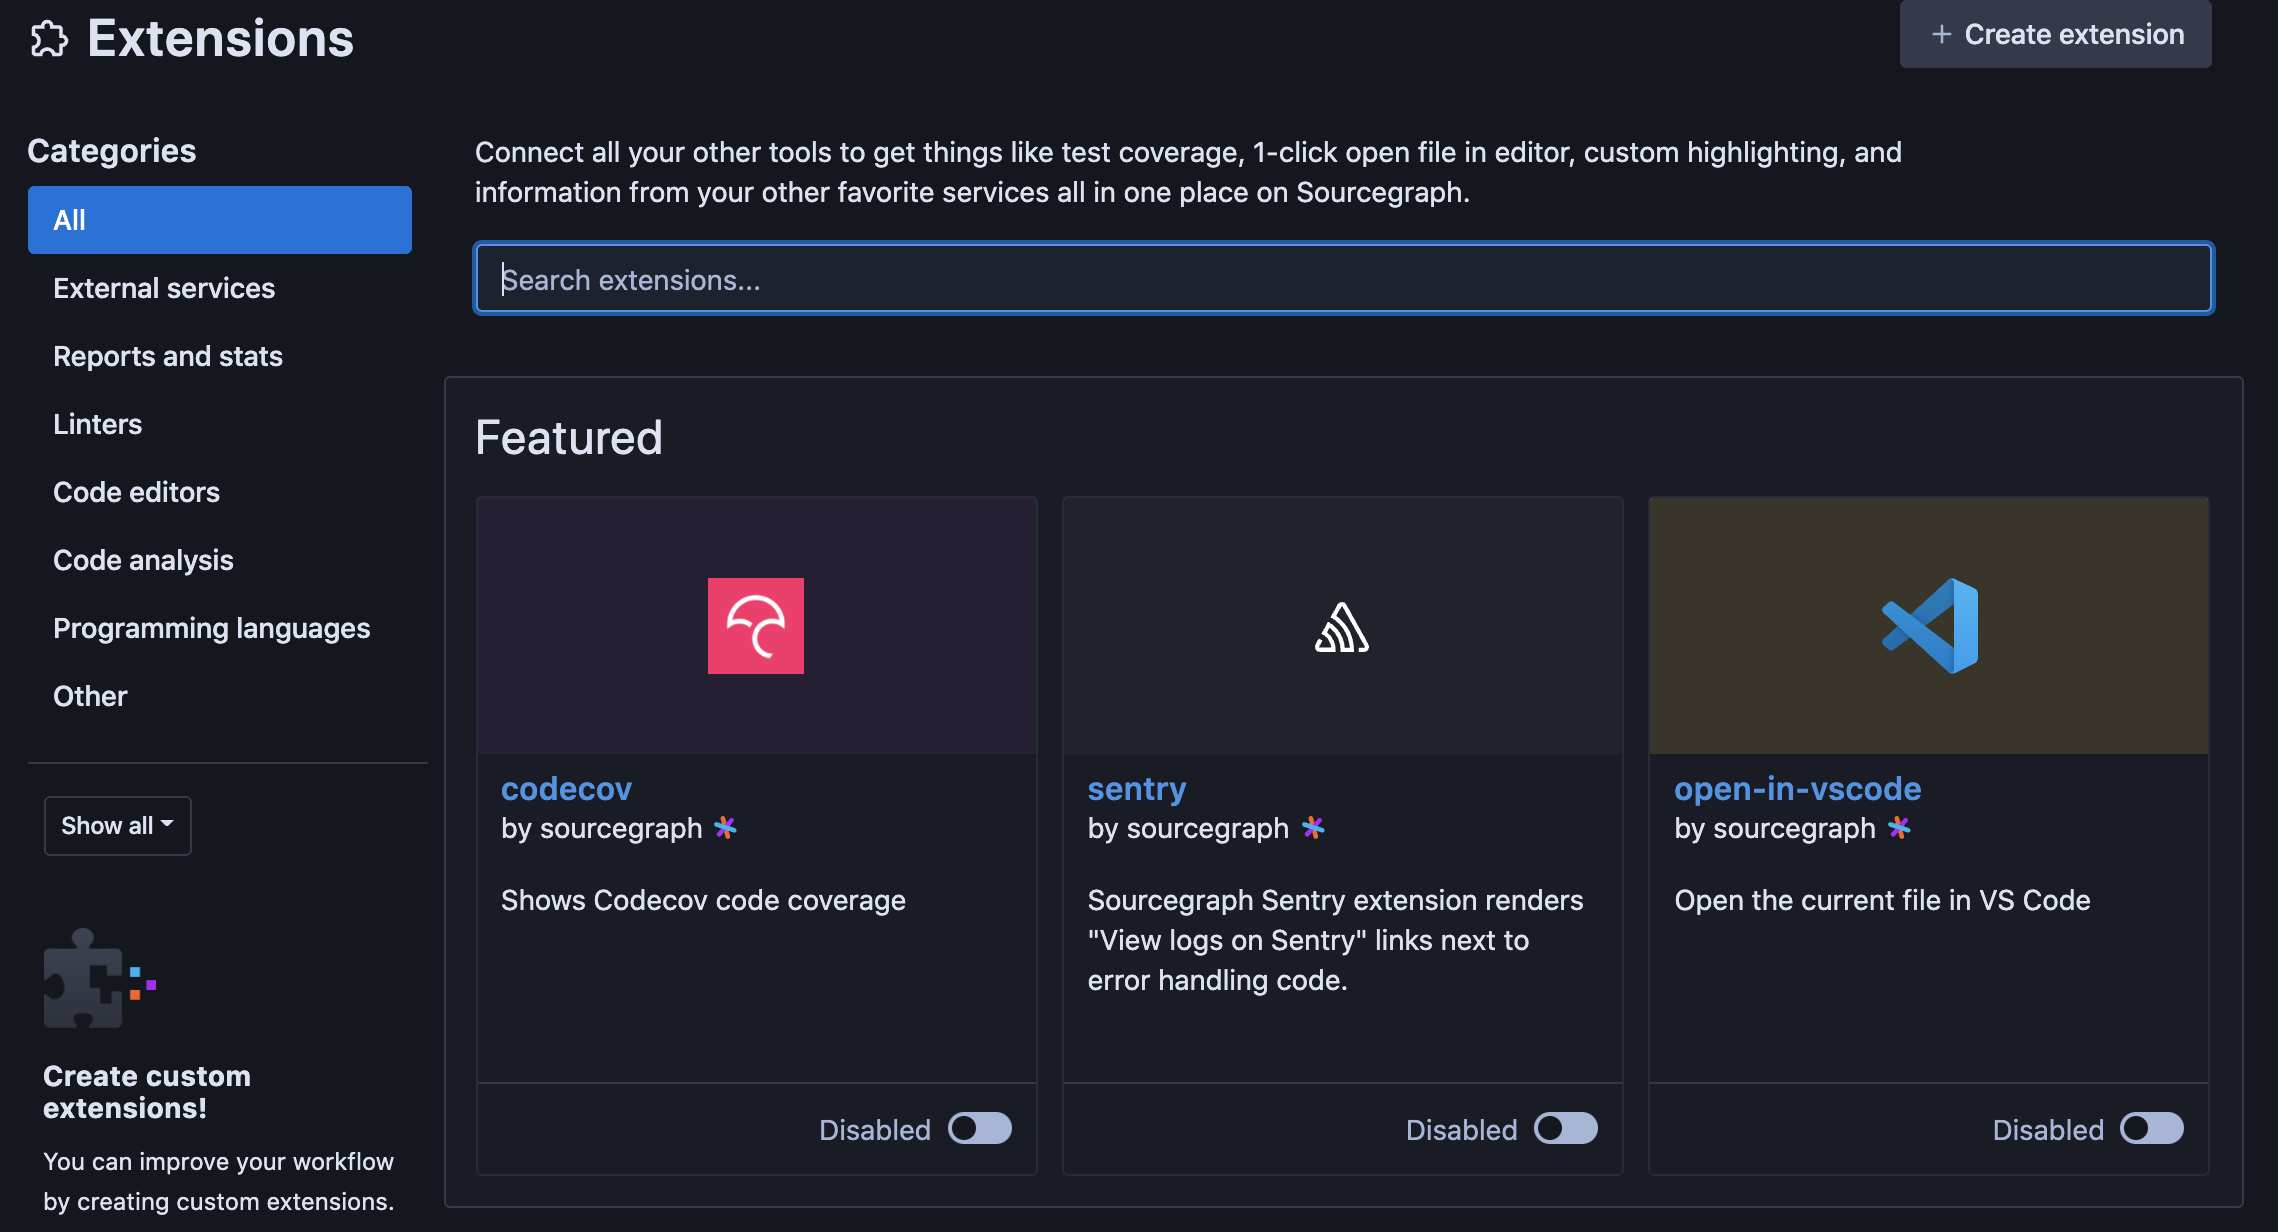 Extensions
+ Create extension
Categories
All
External services
Reports and stats
Linters
Code editors
Code analysis
Programming languages
Other
Show all
Create custom
extensions!
You can improve your workflow
by creating custom extensions.
Connect all your other tools to get things like test coverage, 1-click open file in editor, custom highlighting, and
information from your other favorite services all in one place on Sourcegraph.
Search extensions...
Featured
codecov
by sourcegraph
Shows Codecov code coverage
Disabled
sentry
by sourcegraph
Sourcegraph Sentry extension renders
"View logs on Sentry" links next to
error handling code.
Disabled
open-in-vscode
by sourcegraph
Open the current file in VS Code
Disabled